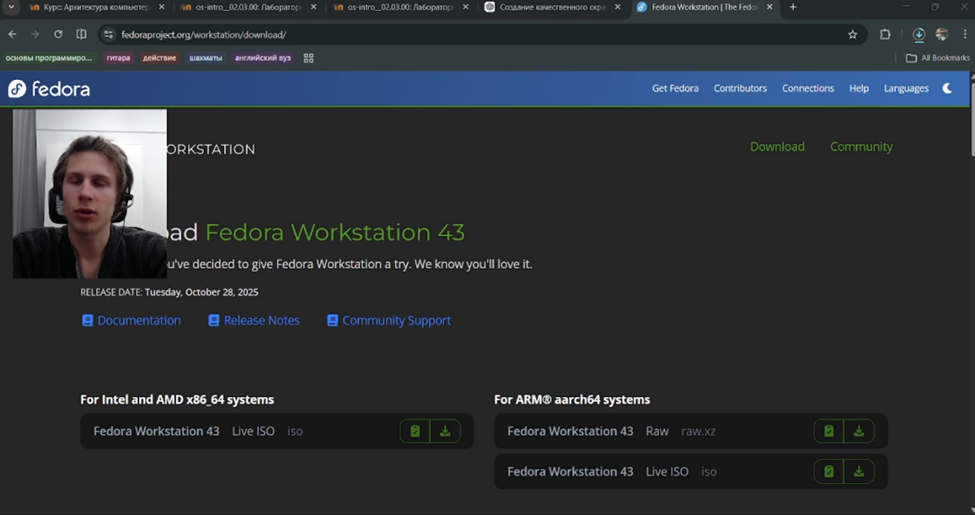 Курс: Архитектура компьютер
os-intro__02.03.00: Лаборатор
os-intro__02.03.00: Лаборатор
Создание качественного скри
Fedora Workstation | The Fedor
fedoraproject.org/workstation/download/
основы программиро...
гитара
действие
шахматы
английский вуз
All Bookmarks
fedora
Get Fedora
Contributors
Connections
Help
Languages
ORKSTATION
Download
Community
ad Fedora Workstation 43
u've decided to give Fedora Workstation a try. We know you'll love it.
RELEASE DATE: Tuesday, October 28, 2025
Documentation
Release Notes
Community Support
For Intel and AMD x86_64 systems
Fedora Workstation 43 Live ISO iso
For ARM® aarch64 systems
Fedora Workstation 43 Raw raw.xz
Fedora Workstation 43 Live ISO iso